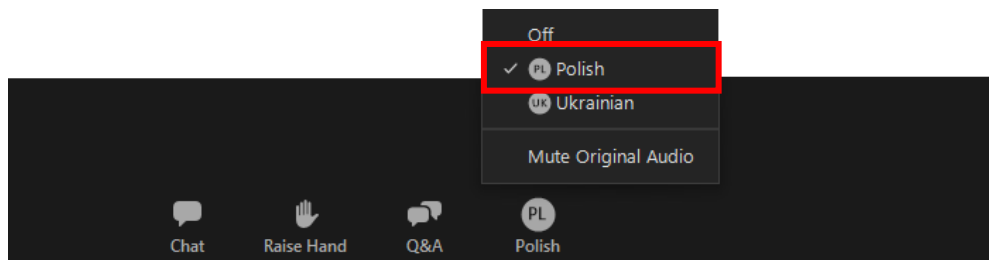 Off
PL Polish
UK Ukrainian
Mute Original Audio
PL
Chat Raise Hand Q&A Polish